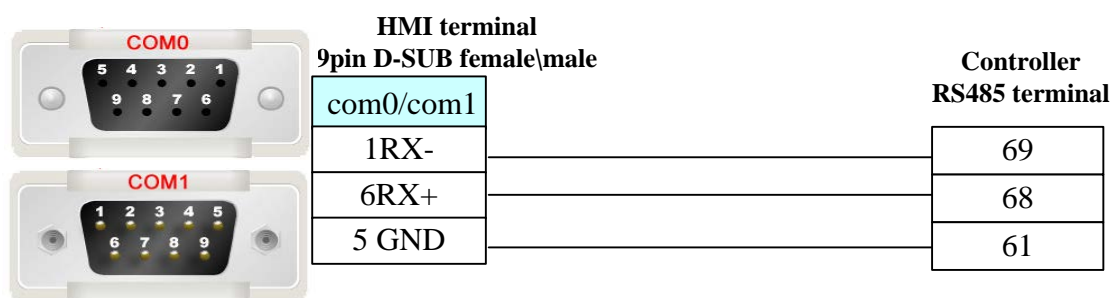 COM0
5 4 3 2 1
9 8 7 6
COM1
1 2 3 4 5
6 7 8 9
HMI terminal
9pin D-SUB female\male
com0/com1
1RX-
6RX+
5 GND
Controller
RS485 terminal
69
68
61